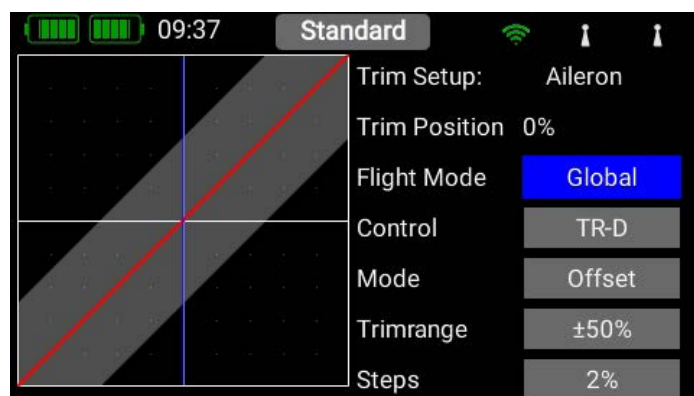 09:37 Standard
Trim Setup: Aileron
Trim Position 0%
Flight Mode Global
Control TR-D
Mode Offset
Trimrange ±50%
Steps 2%